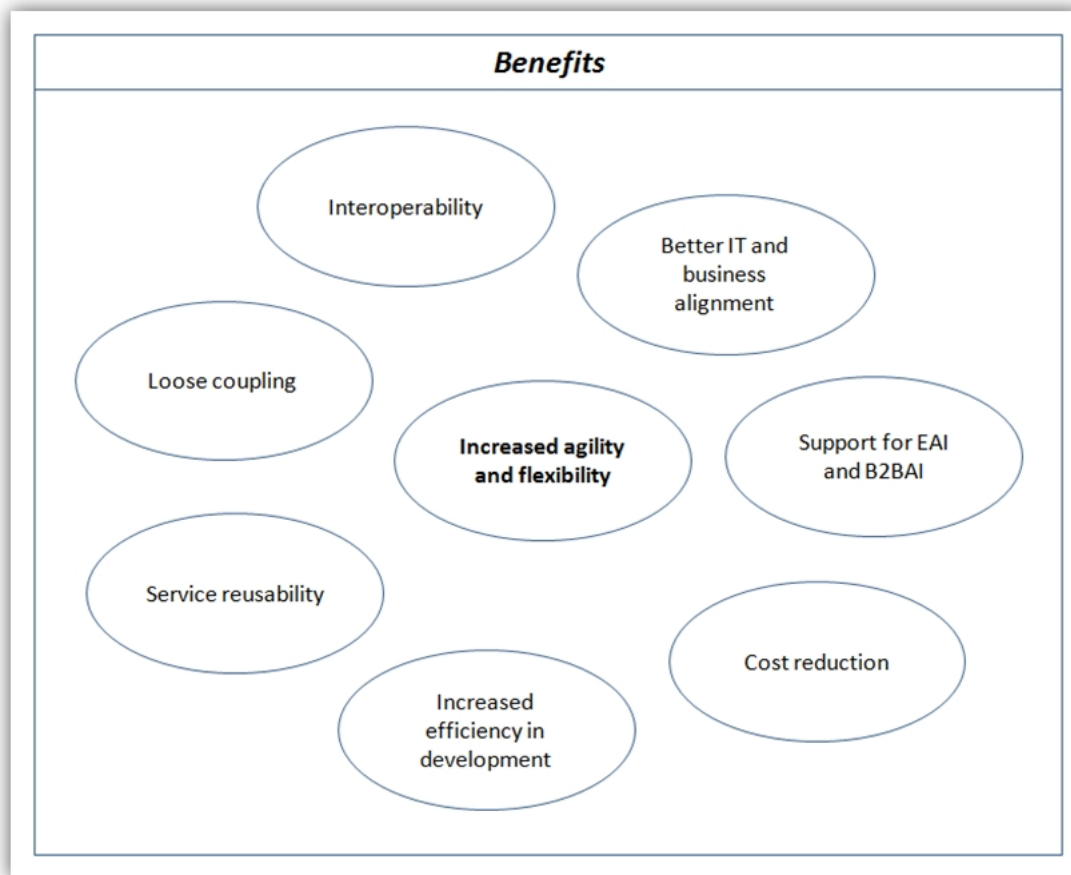 Benefits
Interoperability
Better IT and
business
alignment
Loose coupling
Increased agility
and flexibility
Support for EAI
and B2BAI
Service reusability
Cost reduction
Increased
efficiency in
development